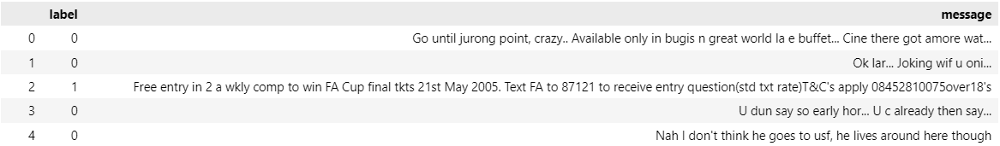 label message
0 0 Go until jurong point, crazy.. Available only in bugis n great world la e buffet... Cine there got amore wat...
1 0 Ok lar... Joking wif u oni...
2 1 Free entry in 2 a wkly comp to win FA Cup final tkts 21st May 2005. Text FA to 87121 to receive entry question(std txt rate)T&C's apply 08452810075over18's
3 0 U dun say so early hor... U c already then say...
4 0 Nah I don't think he goes to usf, he lives around here though